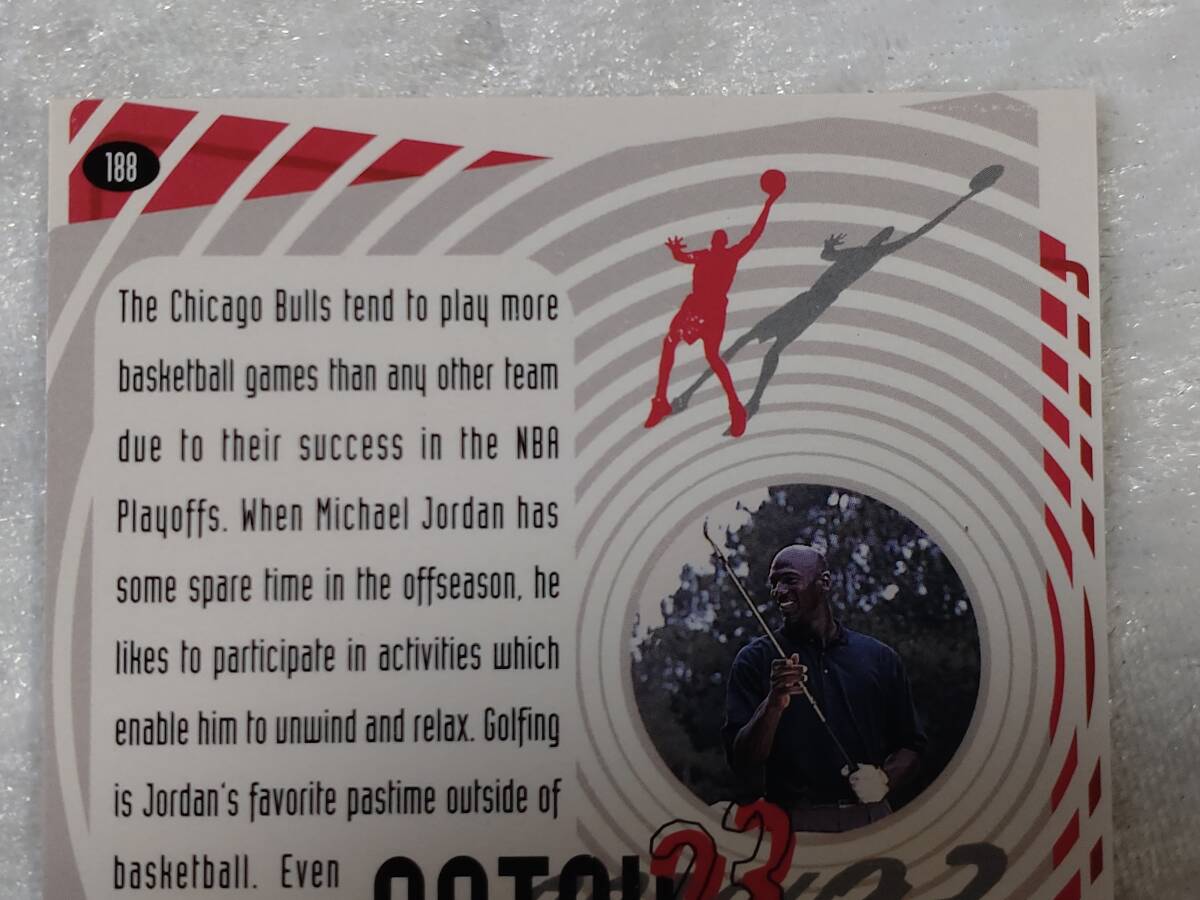 188
The Chicago Bulls tend to play more
basketball games than any other team
due to their success in the NBA
Playoffs. When Michael Jordan has
some spare time in the offseason, he
likes to participate in activities which
enable him to unwind and relax. Golfing
is Jordan's favorite pastime outside of
basketball. Even
23